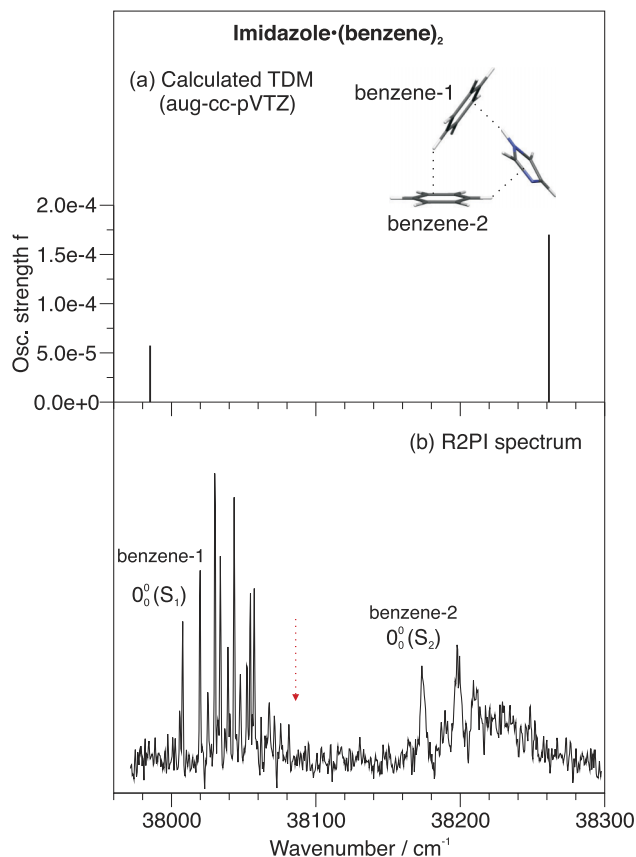 Imidazole•(benzene)₂
(a) Calculated TDM
(aug-cc-pVTZ)
benzene-1
benzene-2
Osc. strength f
2.0e-4
1.5e-4
1.0e-4
5.0e-5
0.0e+0
(b) R2PI spectrum
benzene-1
0⁰₀(S₁)
benzene-2
0⁰₀(S₂)
38000
38100
38200
38300
Wavenumber / cm⁻¹